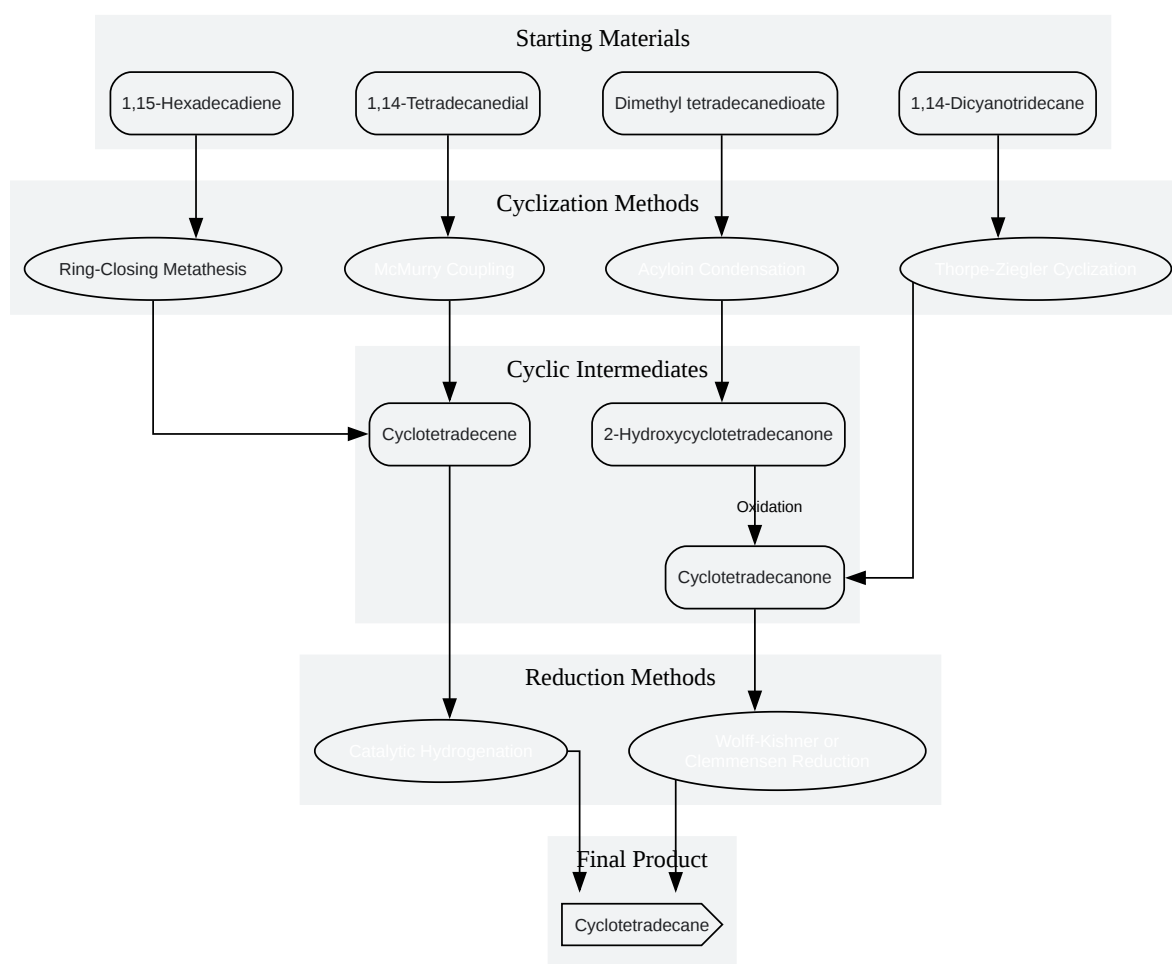 Starting Materials
1,15-Hexadecadiene
1,14-Tetradecanedial
Dimethyl tetradecanedioate
1,14-Dicyanotridecane
Cyclization Methods
Ring-Closing Metathesis
McMurry Coupling
Acyloin Condensation
Thorpe-Ziegler Cyclization
Cyclic Intermediates
Cyclotetradecene
2-Hydroxycyclotetradecanone
Oxidation
Cyclotetradecanone
Reduction Methods
Catalytic Hydrogenation
Wolff-Kishner or
Clemmensen Reduction
Final Product
Cyclotetradecane